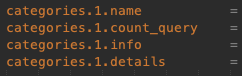 categories.1.name =
categories.1.count_query =
categories.1.info =
categories.1.details =